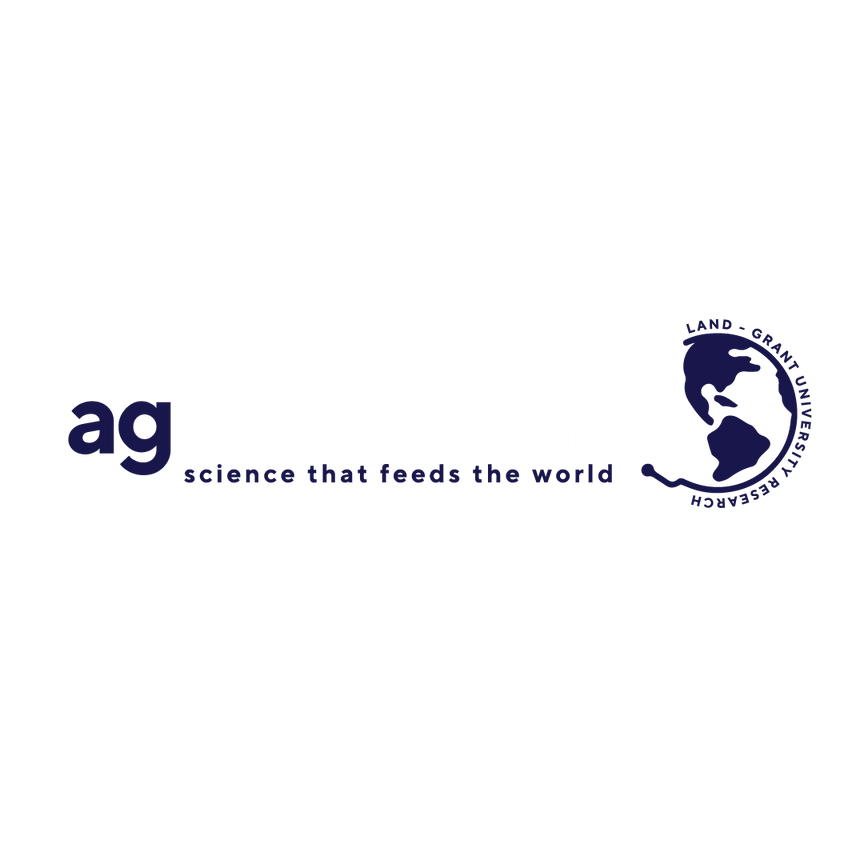 ag
science that feeds the world
LAND - GRANT UNIVERSITY RESEARCH